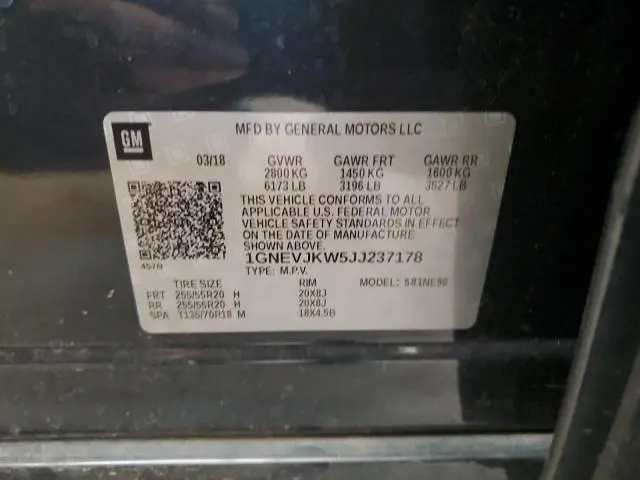 GM
MFD BY GENERAL MOTORS LLC
03/18 GVWR GAWR FRT GAWR RR
2800 KG 1450 KG 1600 KG
6173 LB 3196 LB 3527 LB
THIS VEHICLE CONFORMS TO ALL
APPLICABLE U.S. FEDERAL MOTOR
VEHICLE SAFETY STANDARDS IN EFFECT
ON THE DATE OF MANUFACTURE
SHOWN ABOVE.
1GNEVJKW5JJ237178
457B
TYPE: M.P.V.
MODEL: 581NE56
TIRE SIZE RIM
FRT 255/55R20 H 20X8J
RR 255/55R20 H 20X8J
SPA T135/70R18 M 18X4.5B